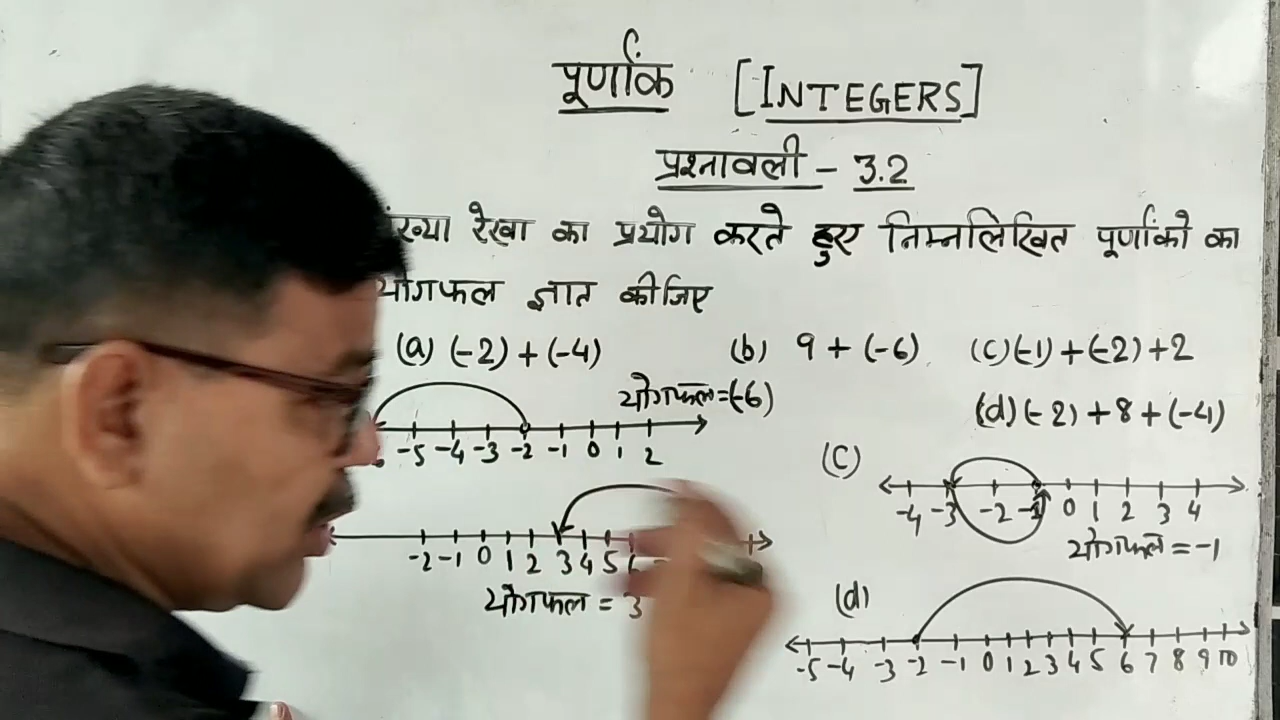 पूर्णांक [INTEGERS]
प्रश्नावली - 3.2
रेखा का प्रयोग करते हुए निम्नलिखित पूर्णांको का
योगफल ज्ञात कीजिए
(a) (-2) + (-4) (b) 9 + (-6) (c) (-1) + (-2) + 2
(d) (-2) + 8 + (-4)
योगफल = (-6)
-5 -4 -3 -2 -1 0 1 2
-2 -1 0 1 2 3 4 5
योगफल = 3
(C)
-4 -3 -2 -1 0 1 2 3 4
योगफल = -1
(d)
-5 -4 -3 -2 -1 0 1 2 3 4 5 6 7 8 9 10